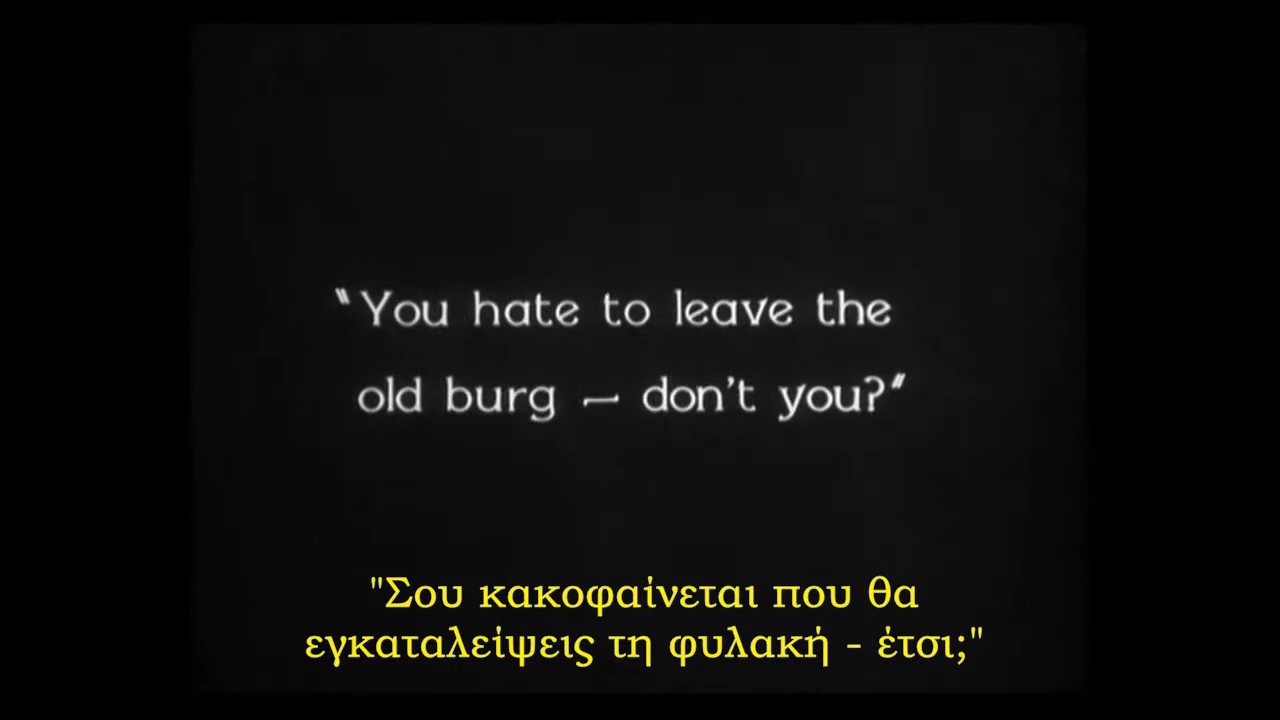 "You hate to leave the
old burg – don't you?"
"Σου κακοφαίνεται που θα
εγκαταλείψεις τη φυλακή - έτσι;"